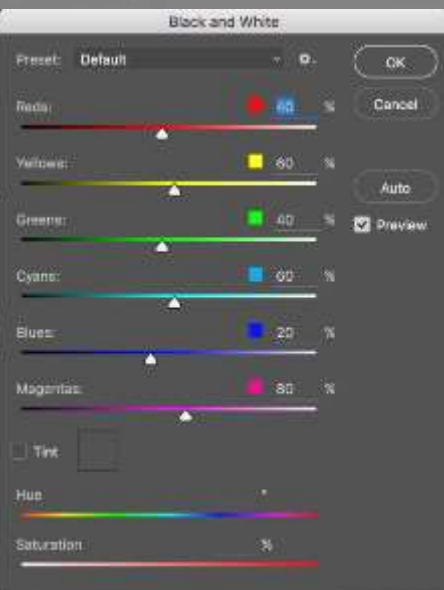 Black and White
Preset: Default
OK
Reds: 40 %
Cancel
Yellows: 60 %
Auto
Greens: 40 %
Preview
Cyans: 60 %
Blues: 20 %
Magentas: 80 %
Tint
Hue °
Saturation %